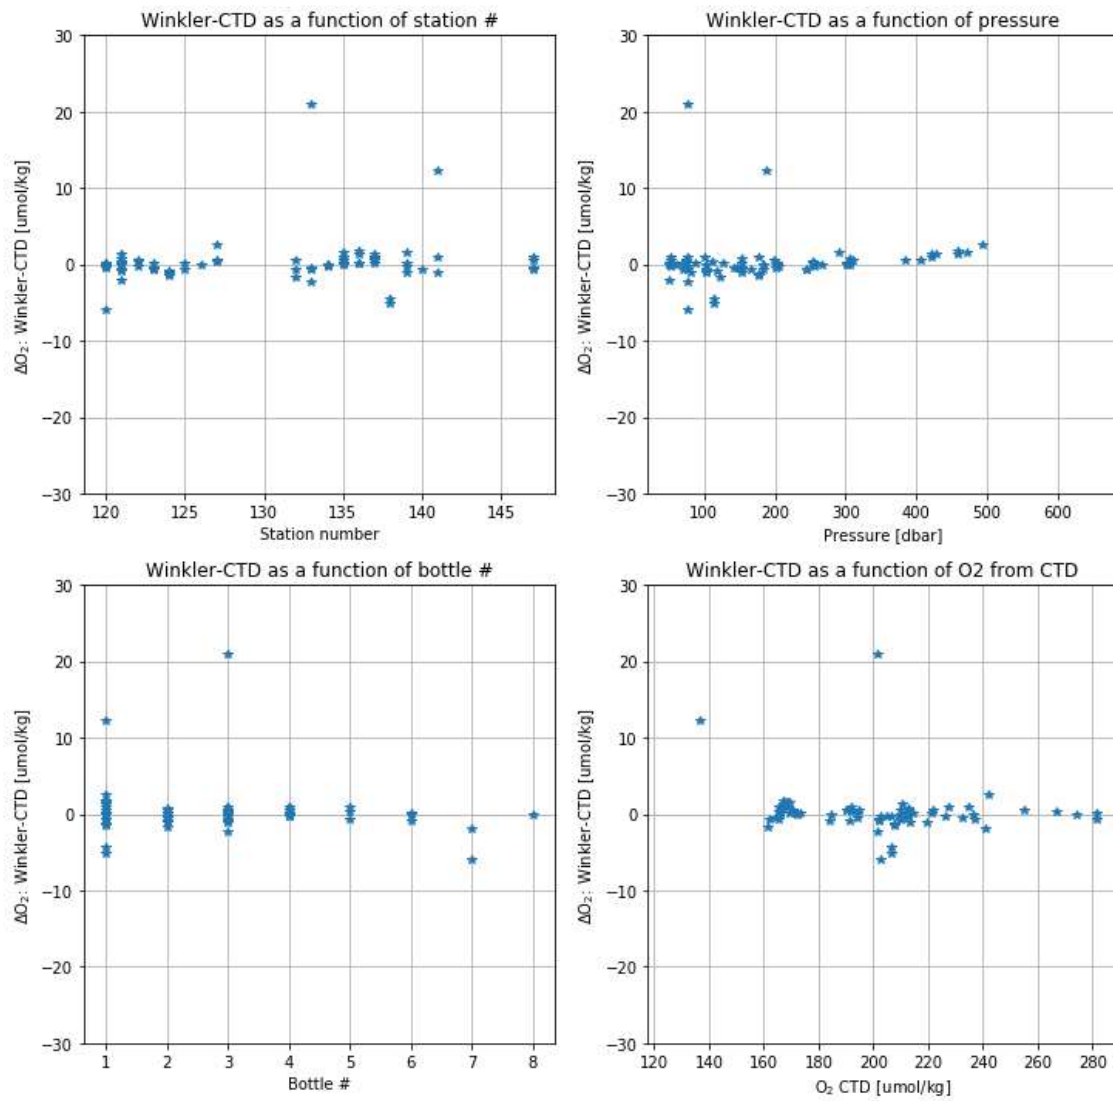 Winkler-CTD as a function of station #
30
20
10
0
−10
−20
−30
ΔO₂: Winkler-CTD [umol/kg]
120 125 130 135 140 145
Station number
Winkler-CTD as a function of pressure
30
20
10
0
−10
−20
−30
ΔO₂: Winkler-CTD [umol/kg]
100 200 300 400 500 600
Pressure [dbar]
Winkler-CTD as a function of bottle #
30
20
10
0
−10
−20
−30
ΔO₂: Winkler-CTD [umol/kg]
1 2 3 4 5 6 7 8
Bottle #
Winkler-CTD as a function of O2 from CTD
30
20
10
0
−10
−20
−30
ΔO₂: Winkler-CTD [umol/kg]
120 140 160 180 200 220 240 260 280
O₂ CTD [umol/kg]